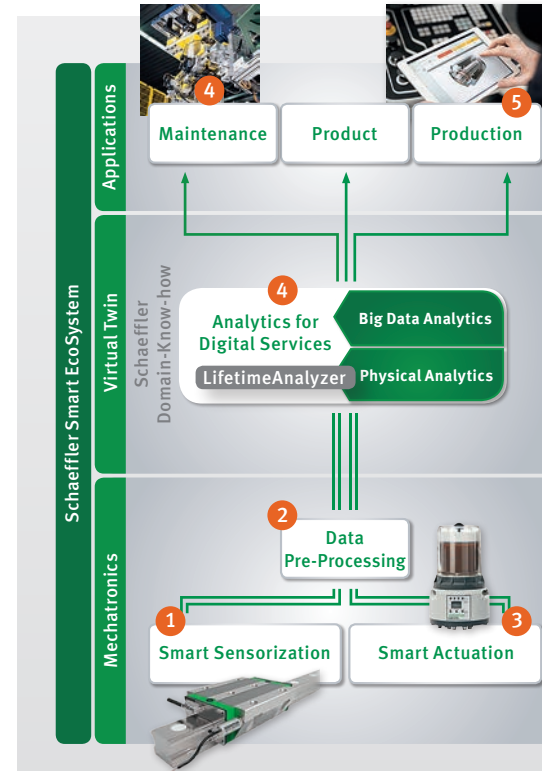 Schaeffler Smart EcoSystem
Applications
4
5
Maintenance
Product
Production
Virtual Twin
Schaeffler
Domain-Know-how
4
Analytics for
Digital Services
Big Data Analytics
LifetimeAnalyzer
Physical Analytics
Mechatronics
2
Data
Pre-Processing
1
3
Smart Sensorization
Smart Actuation